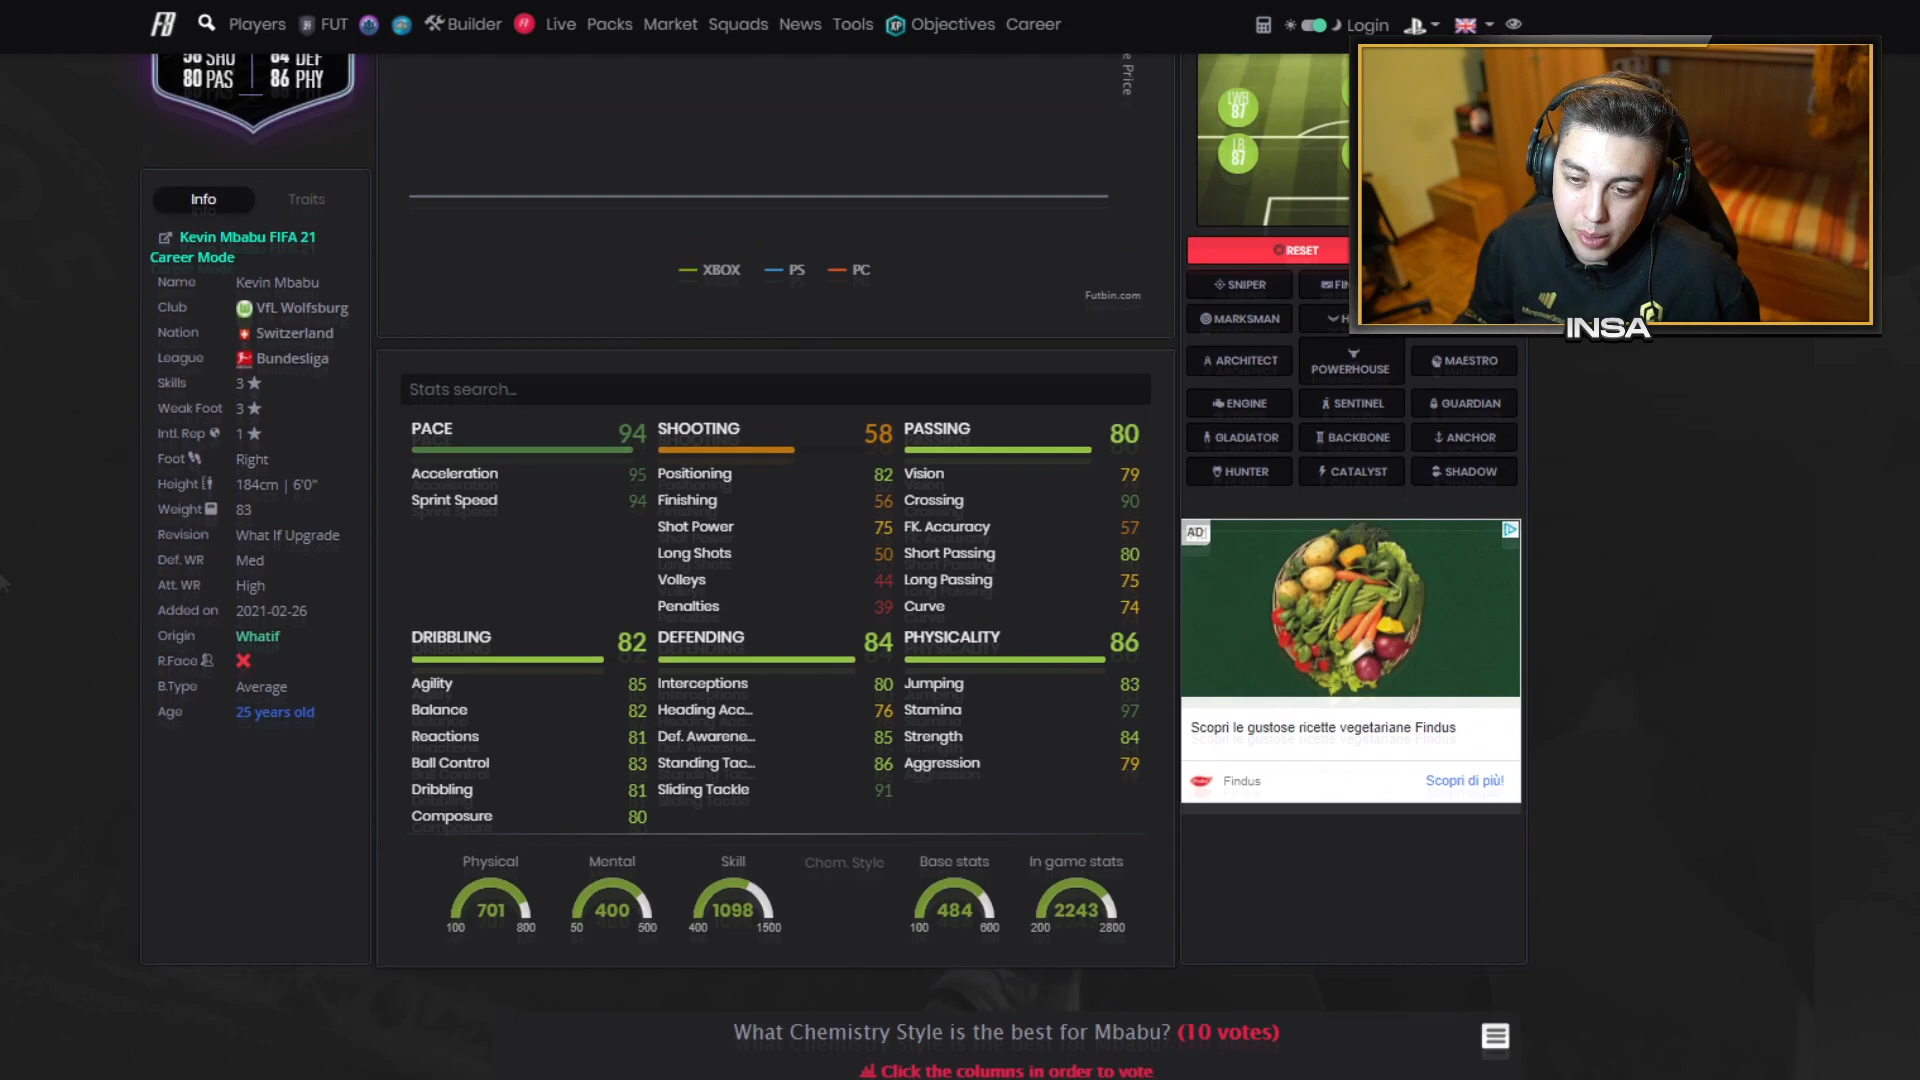 FB Players FUT Builder Live Packs Market Squads News Tools XP Objectives Career Login
58 SHO 84 DEF
80 PAS 86 PHY
e Price
LWB
87
LB
87
XBOX PS PC
Futbin.com
Info Traits
Kevin Mbabu FIFA 21
Career Mode
Name Kevin Mbabu
Club VfL Wolfsburg
Nation Switzerland
League Bundesliga
Skills 3
Weak Foot 3
Intl. Rep 1
Foot Right
Height 184cm | 6'0"
Weight 83
Revision What If Upgrade
Def. WR Med
Att. WR High
Added on 2021-02-26
Origin Whatif
R.Face
B.Type Average
Age 25 years old
Stats search...
PACE 94
Acceleration 95
Sprint Speed 94
SHOOTING 58
Positioning 82
Finishing 56
Shot Power 75
Long Shots 50
Volleys 44
Penalties 39
PASSING 80
Vision 79
Crossing 90
FK. Accuracy 57
Short Passing 80
Long Passing 75
Curve 74
DRIBBLING 82
Agility 85
Balance 82
Reactions 81
Ball Control 83
Dribbling 81
Composure 80
DEFENDING 84
Interceptions 80
Heading Acc... 76
Def. Awarene... 85
Standing Tac... 86
Sliding Tackle 91
PHYSICALITY 86
Jumping 83
Stamina 97
Strength 84
Aggression 79
Physical Mental Skill Chem. Style Base stats In game stats
701 400 1098 484 2243
100 800 50 500 400 1500 100 600 200 2800
RESET
SNIPER FIN
MARKSMAN H
ARCHITECT POWERHOUSE MAESTRO
ENGINE SENTINEL GUARDIAN
GLADIATOR BACKBONE ANCHOR
HUNTER CATALYST SHADOW
INSA
AD
Scopri le gustose ricette vegetariane Findus
Findus Scopri di più!
What Chemistry Style is the best for Mbabu? (10 votes)
Click the columns in order to vote